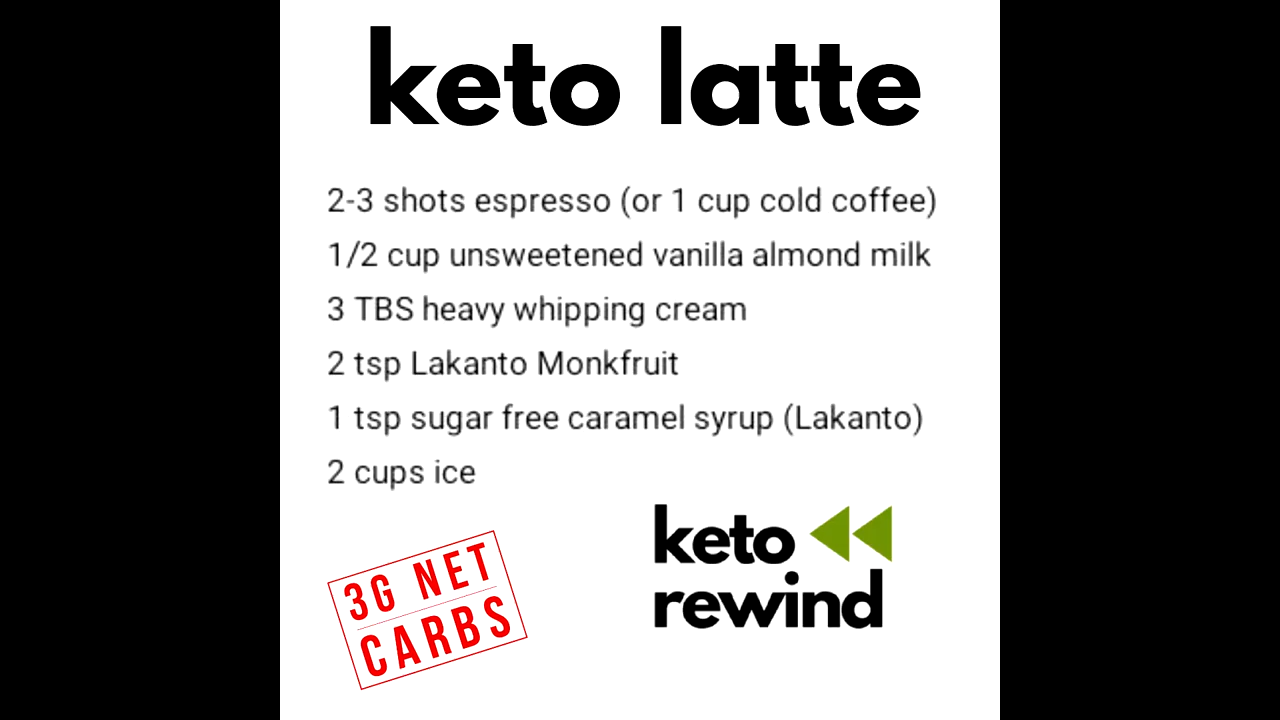 keto latte
2-3 shots espresso (or 1 cup cold coffee)
1/2 cup unsweetened vanilla almond milk
3 TBS heavy whipping cream
2 tsp Lakanto Monkfruit
1 tsp sugar free caramel syrup (Lakanto)
2 cups ice
3G NET
CARBS
keto
rewind